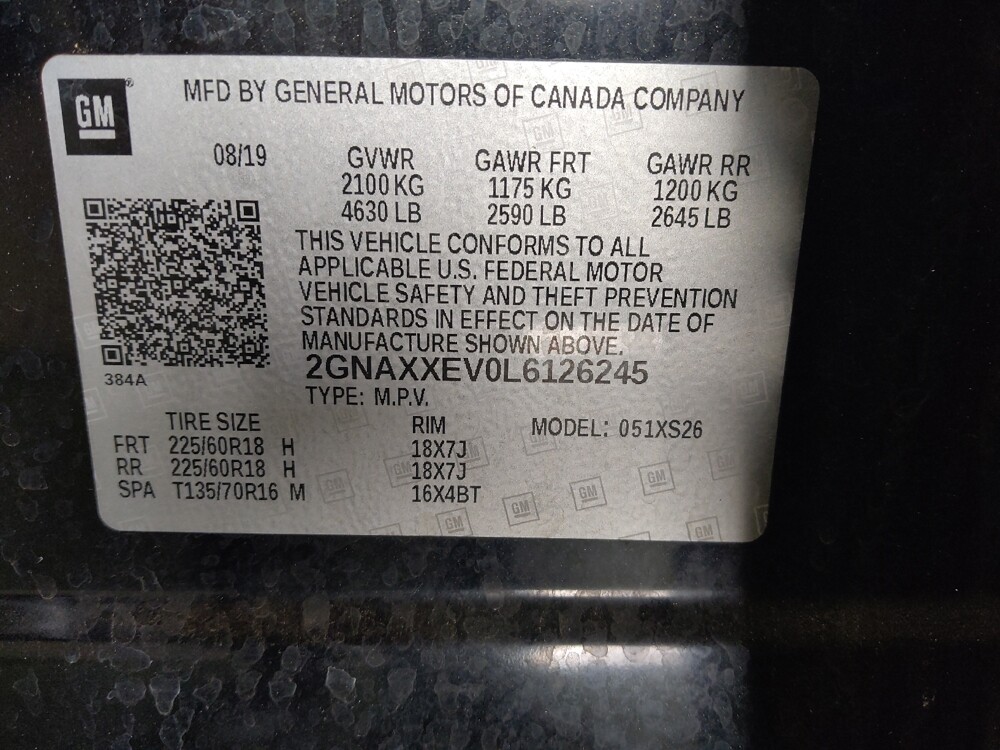 GM®
MFD BY GENERAL MOTORS OF CANADA COMPANY
08/19 GVWR GAWR FRT GAWR RR
2100 KG 1175 KG 1200 KG
4630 LB 2590 LB 2645 LB
THIS VEHICLE CONFORMS TO ALL
APPLICABLE U.S. FEDERAL MOTOR
VEHICLE SAFETY AND THEFT PREVENTION
STANDARDS IN EFFECT ON THE DATE OF
MANUFACTURE SHOWN ABOVE.
384A
2GNAXXEV0L6126245
TYPE: M.P.V.
TIRE SIZE RIM MODEL: 051XS26
FRT 225/60R18 H 18X7J
RR 225/60R18 H 18X7J
SPA T135/70R16 M 16X4BT